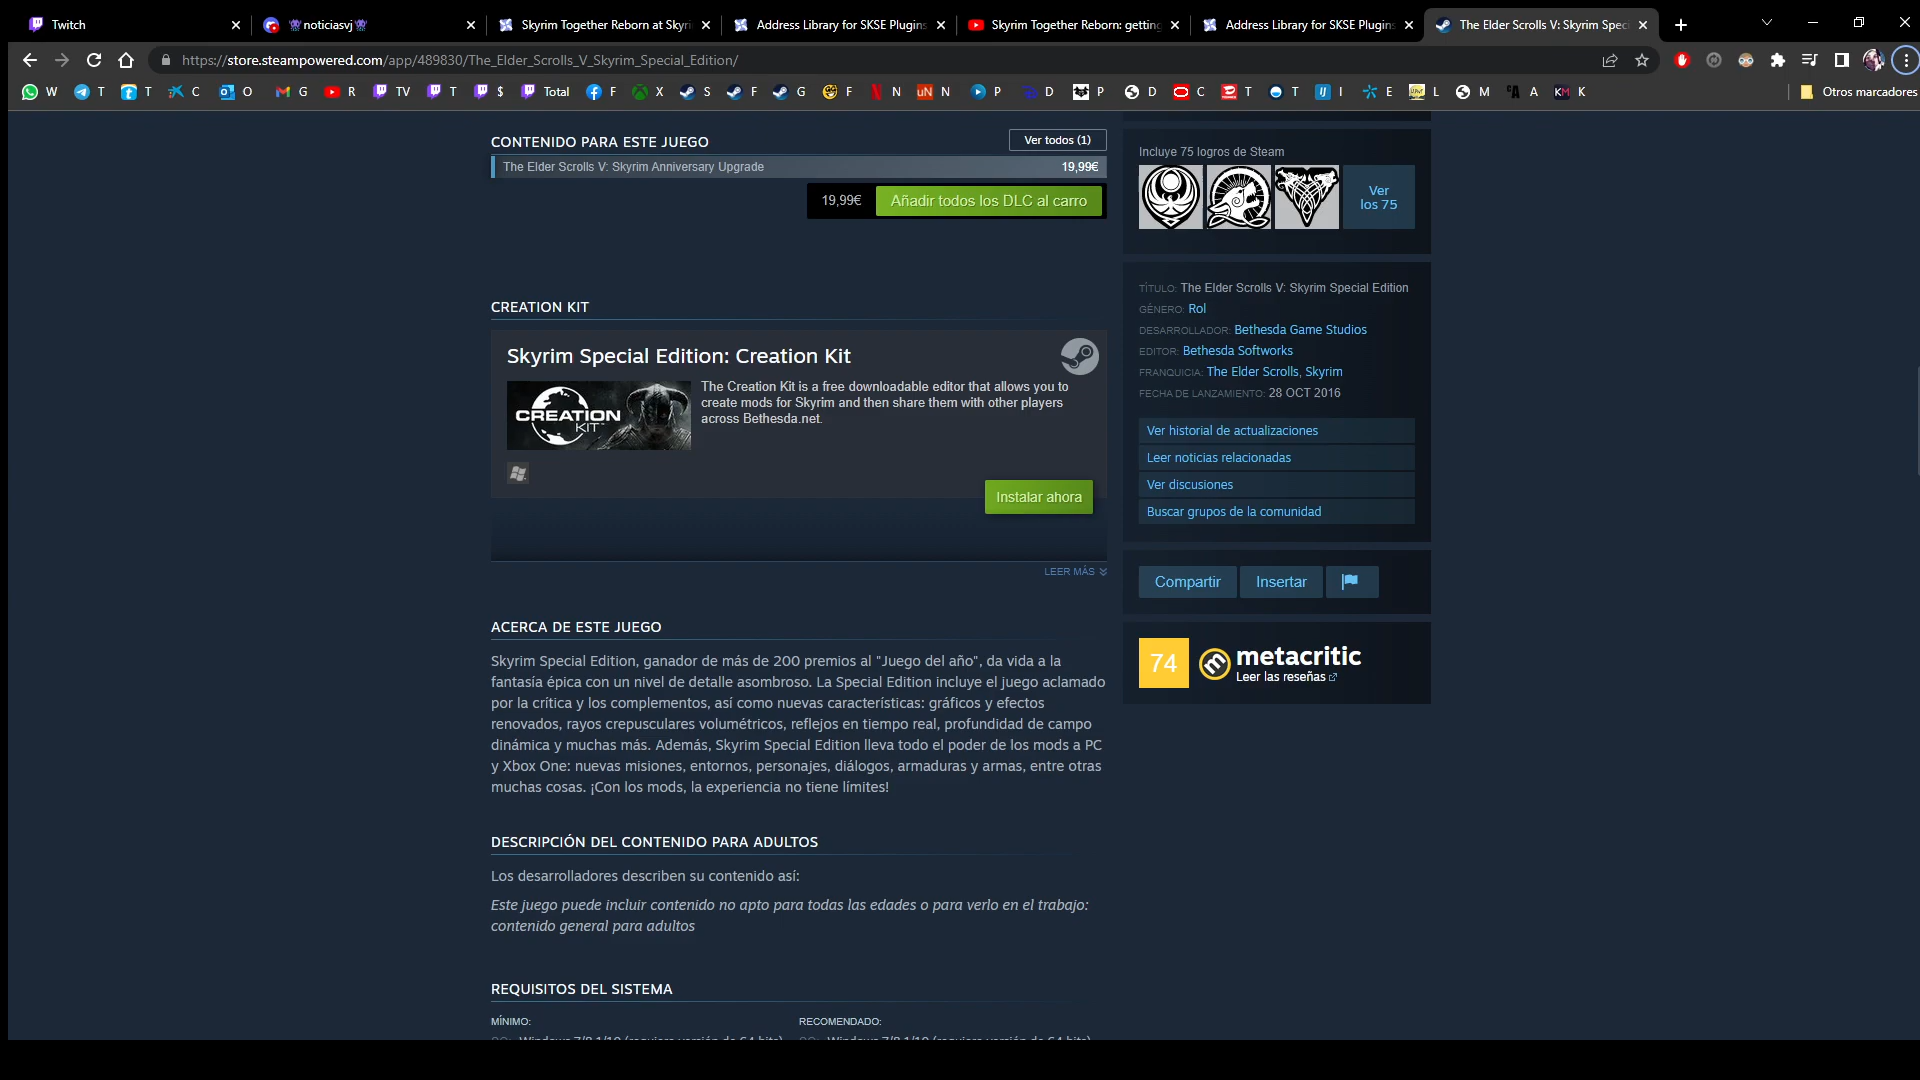 Twitch
noticiasvj
Skyrim Together Reborn at Skyri
Address Library for SKSE Plugins
Skyrim Together Reborn: getting
Address Library for SKSE Plugins
The Elder Scrolls V: Skyrim Speci
https://store.steampowered.com/app/489830/The_Elder_Scrolls_V_Skyrim_Special_Edition/
W T T C O G R TV T $ Total F X S F G F N N P D P D C T T I E L M A K Otros marcadores
CONTENIDO PARA ESTE JUEGO
Ver todos (1)
The Elder Scrolls V: Skyrim Anniversary Upgrade 19,99€
19,99€ Añadir todos los DLC al carro
CREATION KIT
Skyrim Special Edition: Creation Kit
CREATION
KIT
The Creation Kit is a free downloadable editor that allows you to
create mods for Skyrim and then share them with other players
across Bethesda.net.
Instalar ahora
LEER MÁS
ACERCA DE ESTE JUEGO
Skyrim Special Edition, ganador de más de 200 premios al "Juego del año", da vida a la
fantasía épica con un nivel de detalle asombroso. La Special Edition incluye el juego aclamado
por la crítica y los complementos, así como nuevas características: gráficos y efectos
renovados, rayos crepusculares volumétricos, reflejos en tiempo real, profundidad de campo
dinámica y muchas más. Además, Skyrim Special Edition lleva todo el poder de los mods a PC
y Xbox One: nuevas misiones, entornos, personajes, diálogos, armaduras y armas, entre otras
muchas cosas. ¡Con los mods, la experiencia no tiene límites!
DESCRIPCIÓN DEL CONTENIDO PARA ADULTOS
Los desarrolladores describen su contenido así:
Este juego puede incluir contenido no apto para todas las edades o para verlo en el trabajo:
contenido general para adultos
REQUISITOS DEL SISTEMA
MÍNIMO:
RECOMENDADO:
Incluye 75 logros de Steam
Ver
los 75
TÍTULO: The Elder Scrolls V: Skyrim Special Edition
GÉNERO: Rol
DESARROLLADOR: Bethesda Game Studios
EDITOR: Bethesda Softworks
FRANQUICIA: The Elder Scrolls, Skyrim
FECHA DE LANZAMIENTO: 28 OCT 2016
Ver historial de actualizaciones
Leer noticias relacionadas
Ver discusiones
Buscar grupos de la comunidad
Compartir
Insertar
74
metacritic
Leer las reseñas